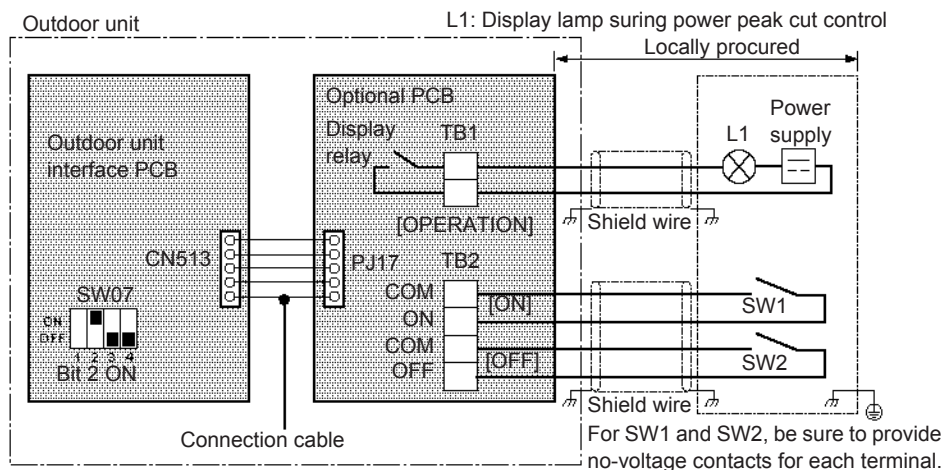 Outdoor unit
L1: Display lamp suring power peak cut control
Locally procured
Optional PCB
Display relay
TB1
L1
Power supply
Outdoor unit interface PCB
[OPERATION]
Shield wire
CN513
PJ17
TB2
SW07
ON
OFF
1 2 3 4
Bit 2 ON
COM
[ON]
ON
SW1
COM
[OFF]
OFF
SW2
Shield wire
Connection cable
For SW1 and SW2, be sure to provide
no-voltage contacts for each terminal.